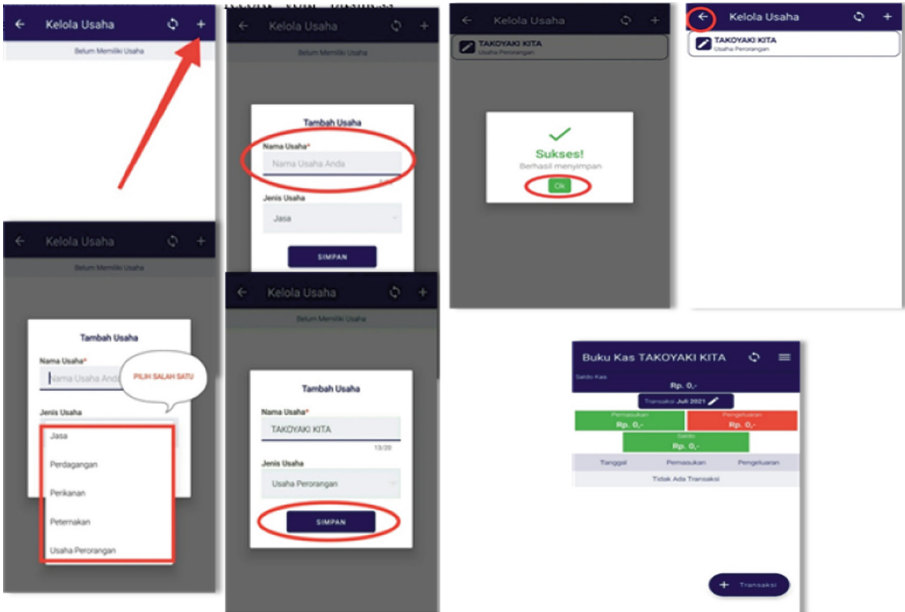 Kelola Usaha
Belum Memiliki Usaha
Kelola Usaha
Belum Memiliki Usaha
Tambah Usaha
Nama Usaha*
Nama Usaha Anda
Jenis Usaha
Jasa
SIMPAN
Kelola Usaha
TAKOYAKI KITA
Usaha Perorangan
Sukses!
Berhasil menyimpan
Ok
Kelola Usaha
TAKOYAKI KITA
Usaha Perorangan
Kelola Usaha
Belum Memiliki Usaha
Tambah Usaha
Nama Usaha*
Nama Usaha Anda
PILIH SALAH SATU
Jenis Usaha
Jasa
Perdagangan
Perikanan
Peternakan
Usaha Perorangan
Kelola Usaha
Belum Memiliki Usaha
Tambah Usaha
Nama Usaha*
TAKOYAKI KITA
13/20
Jenis Usaha
Usaha Perorangan
SIMPAN
Buku Kas TAKOYAKI KITA
Saldo Kas
Rp. 0,-
Transaksi Juli 2021
Pemasukan Pengeluaran
Rp. 0,- Rp. 0,-
Saldo
Rp. 0,-
Tanggal Pemasukan Pengeluaran
Tidak Ada Transaksi
+ Transaksi